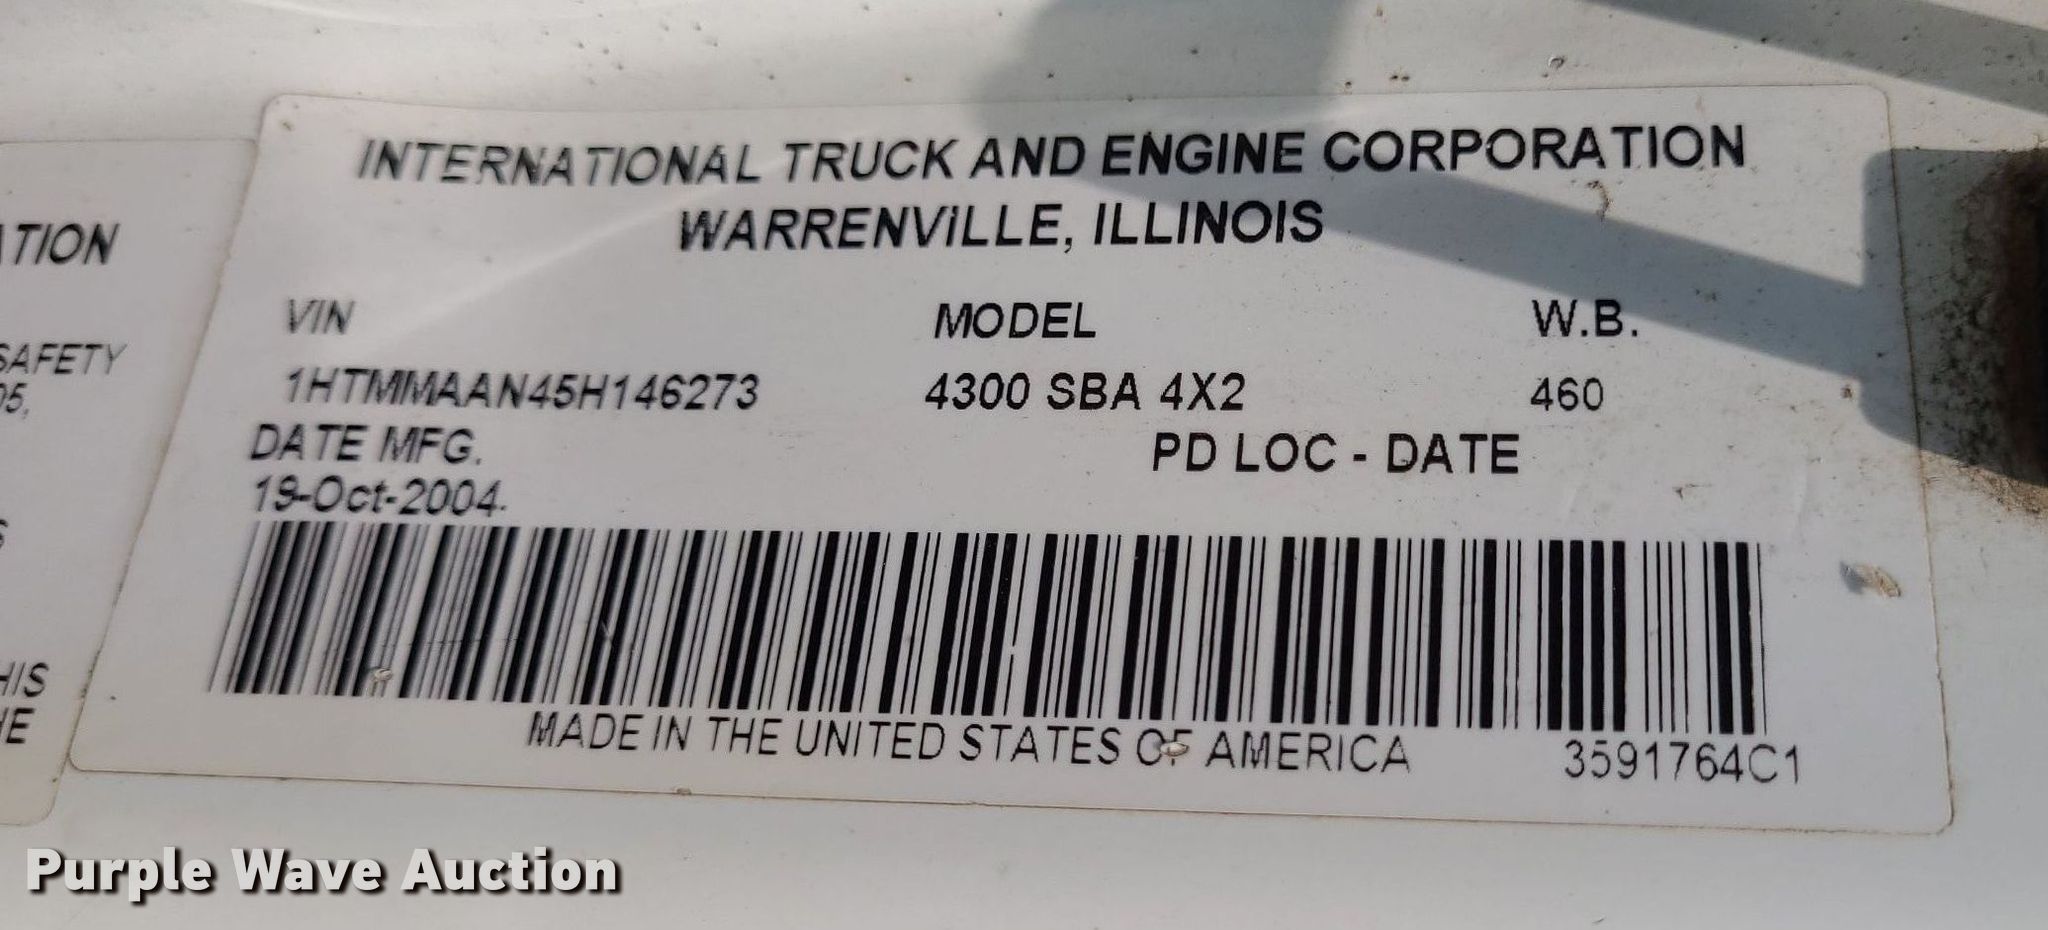 INTERNATIONAL TRUCK AND ENGINE CORPORATION
WARRENVILLE, ILLINOIS
VIN MODEL W.B.
1HTMMAAN45H146273 4300 SBA 4X2 460
DATE MFG. PD LOC - DATE
19-Oct-2004
MADE IN THE UNITED STATES OF AMERICA 3591764C1
ATION
SAFETY
05,
S
HIS
HE
Purple Wave Auction